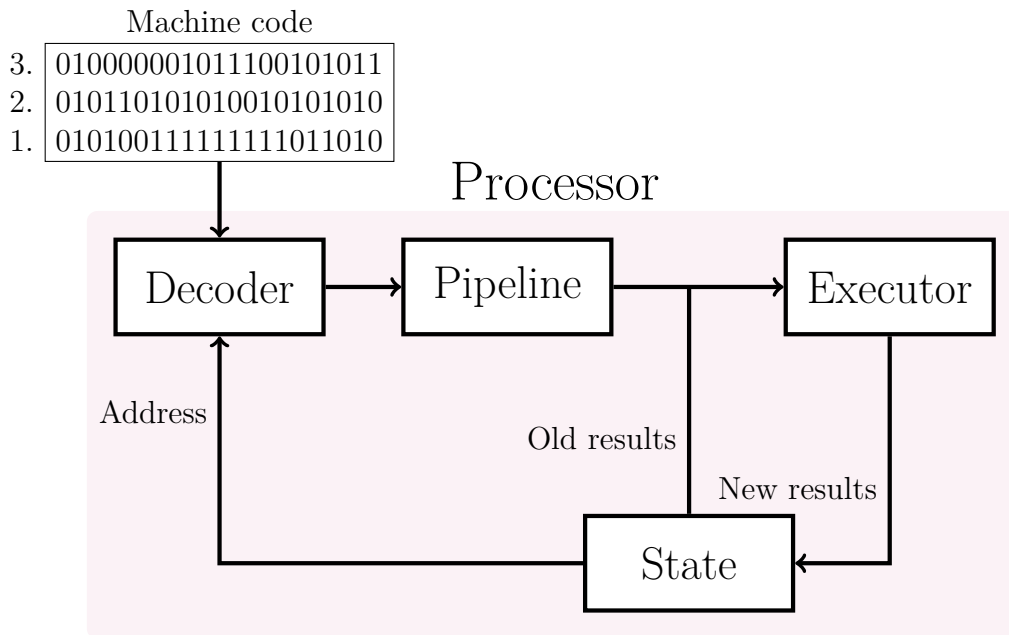 Machine code
3. 01000000101110010101​1
2. 01011010101001010101​0
1. 01010011111111101101​0
Processor
Decoder
Pipeline
Executor
Address
Old results
New results
State